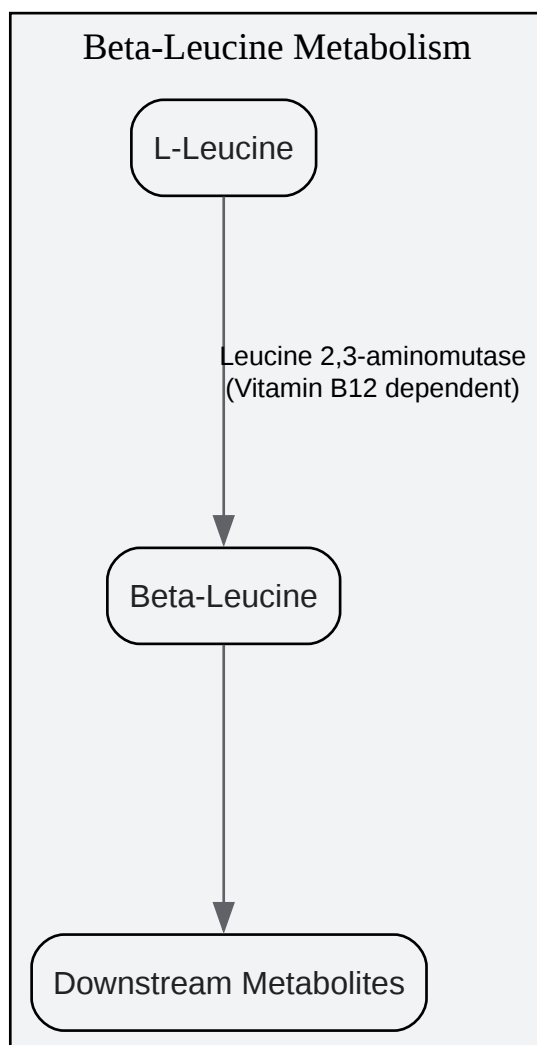 Beta-Leucine Metabolism
L-Leucine
Leucine 2,3-aminomutase
(Vitamin B12 dependent)
Beta-Leucine
Downstream Metabolites